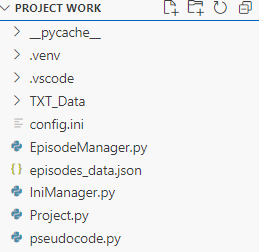 PROJECT WORK
__pycache__
.venv
.vscode
TXT_Data
config.ini
EpisodeManager.py
episodes_data.json
IniManager.py
Project.py
pseudocode.py